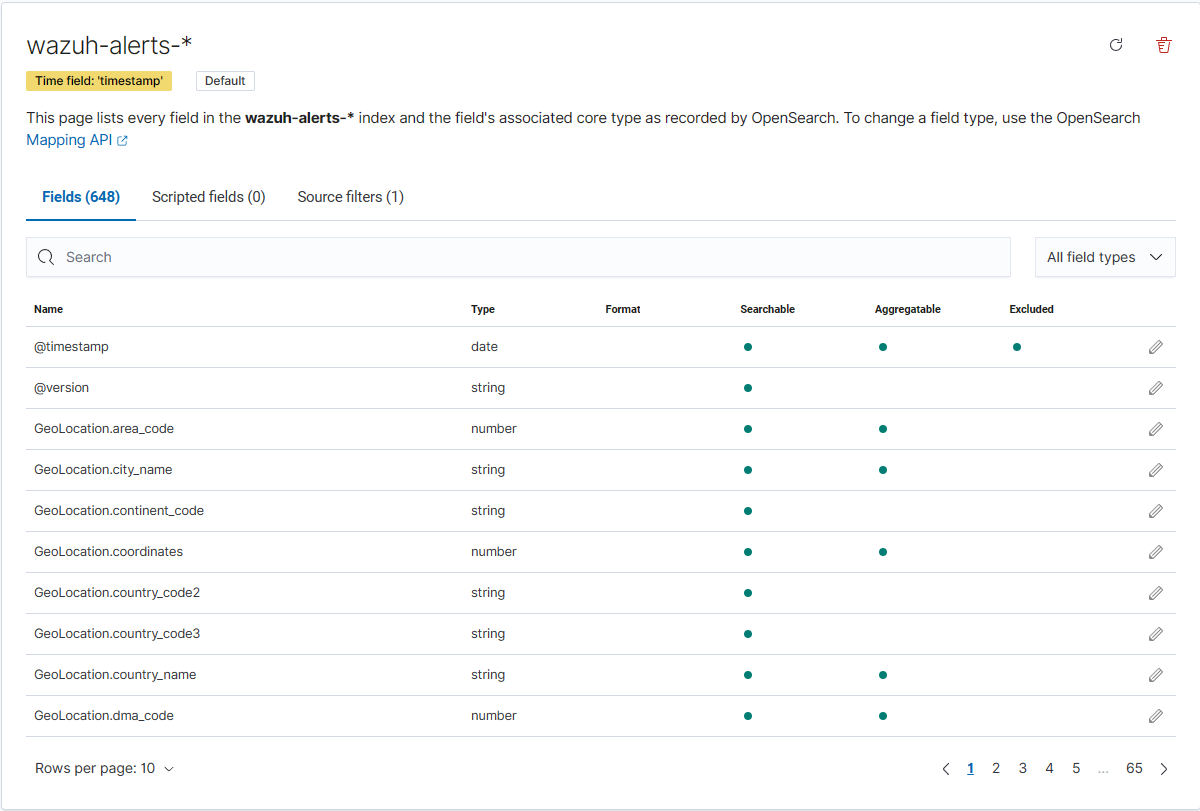 wazuh-alerts-*
Time field: 'timestamp' Default
This page lists every field in the wazuh-alerts-* index and the field's associated core type as recorded by OpenSearch. To change a field type, use the OpenSearch
Mapping API
Fields (648) Scripted fields (0) Source filters (1)
Search All field types
Name Type Format Searchable Aggregatable Excluded
@timestamp date
@version string
GeoLocation.area_code number
GeoLocation.city_name string
GeoLocation.continent_code string
GeoLocation.coordinates number
GeoLocation.country_code2 string
GeoLocation.country_code3 string
GeoLocation.country_name string
GeoLocation.dma_code number
Rows per page: 10 1 2 3 4 5 ... 65